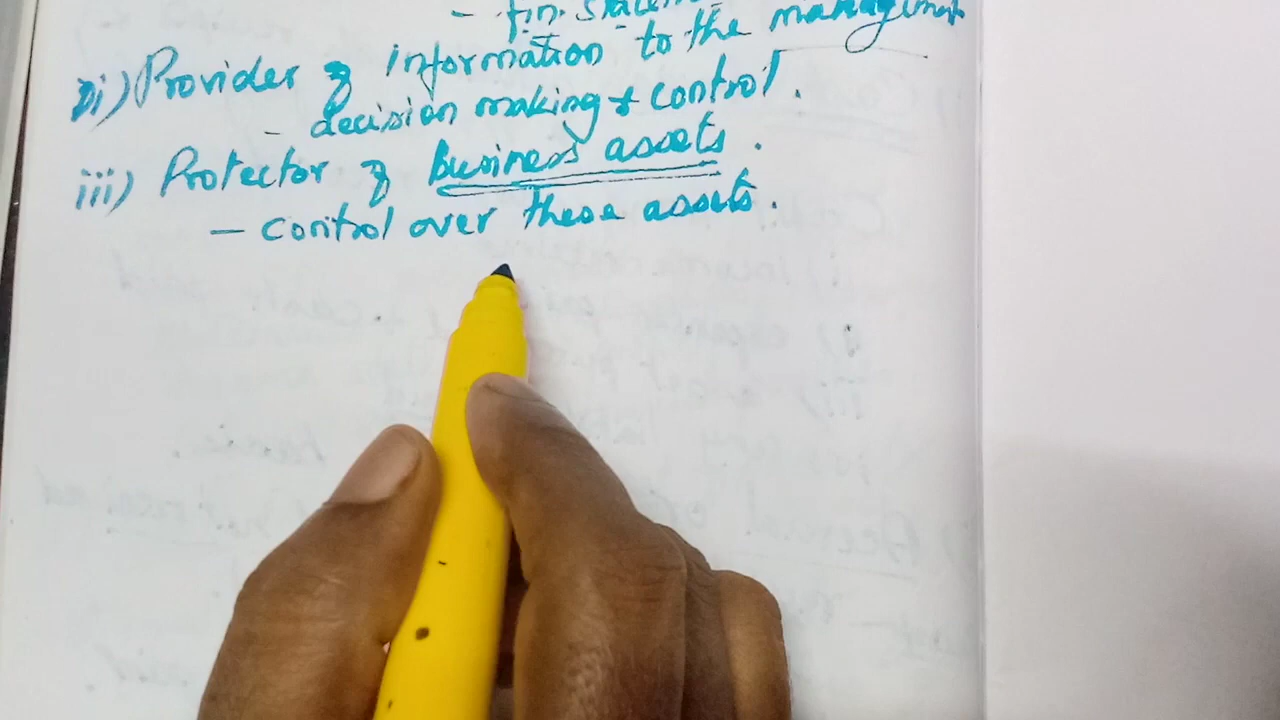 - fin.
ii) Provider of information to the management
- decision making & control.
iii) Protector of business assets.
- control over these assets.